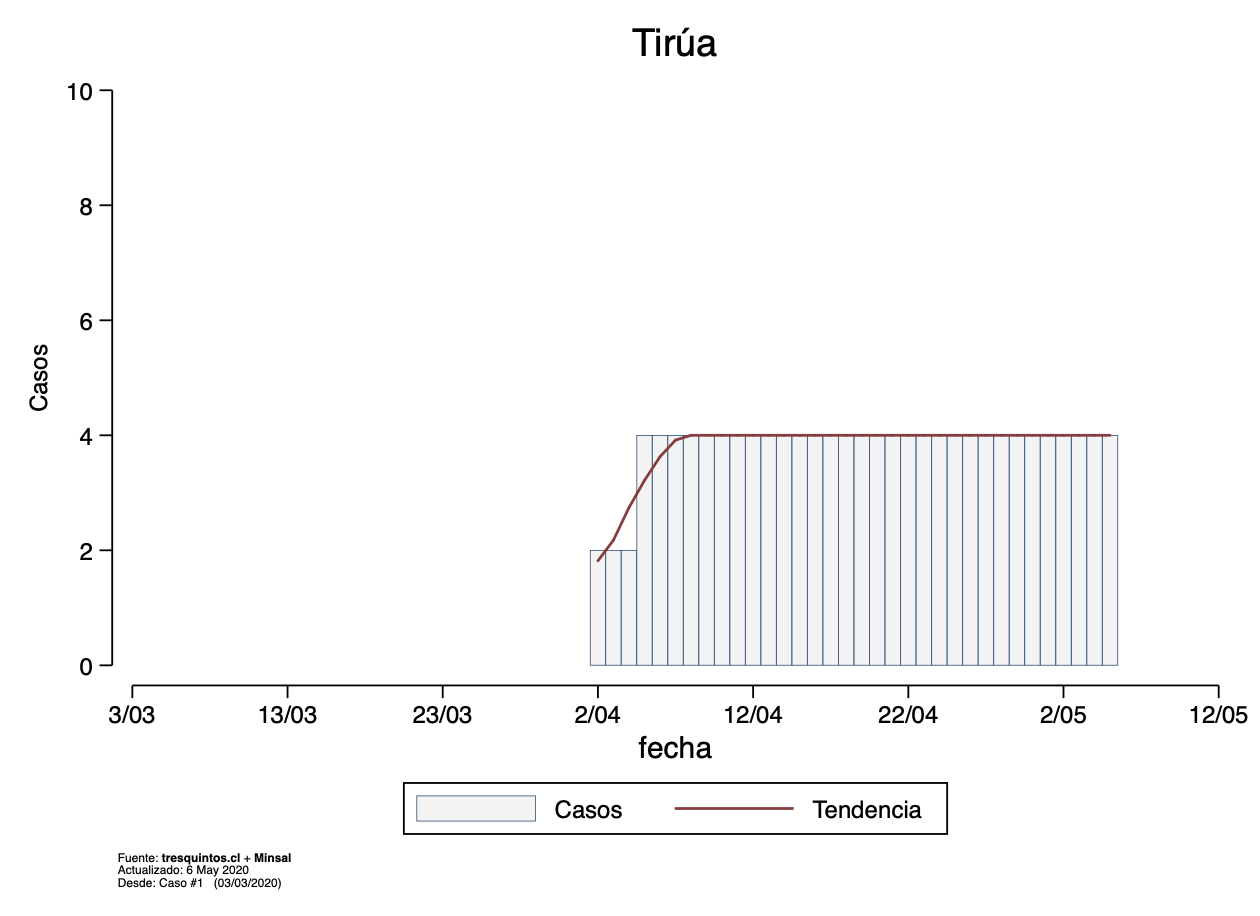 Tirúa
10
8
6
4
2
0
Casos
3/03 13/03 23/03 2/04 12/04 22/04 2/05 12/05
fecha
Casos Tendencia
Fuente: tresquintos.cl + Minsal
Actualizado: 6 May 2020
Desde: Caso #1 (03/03/2020)